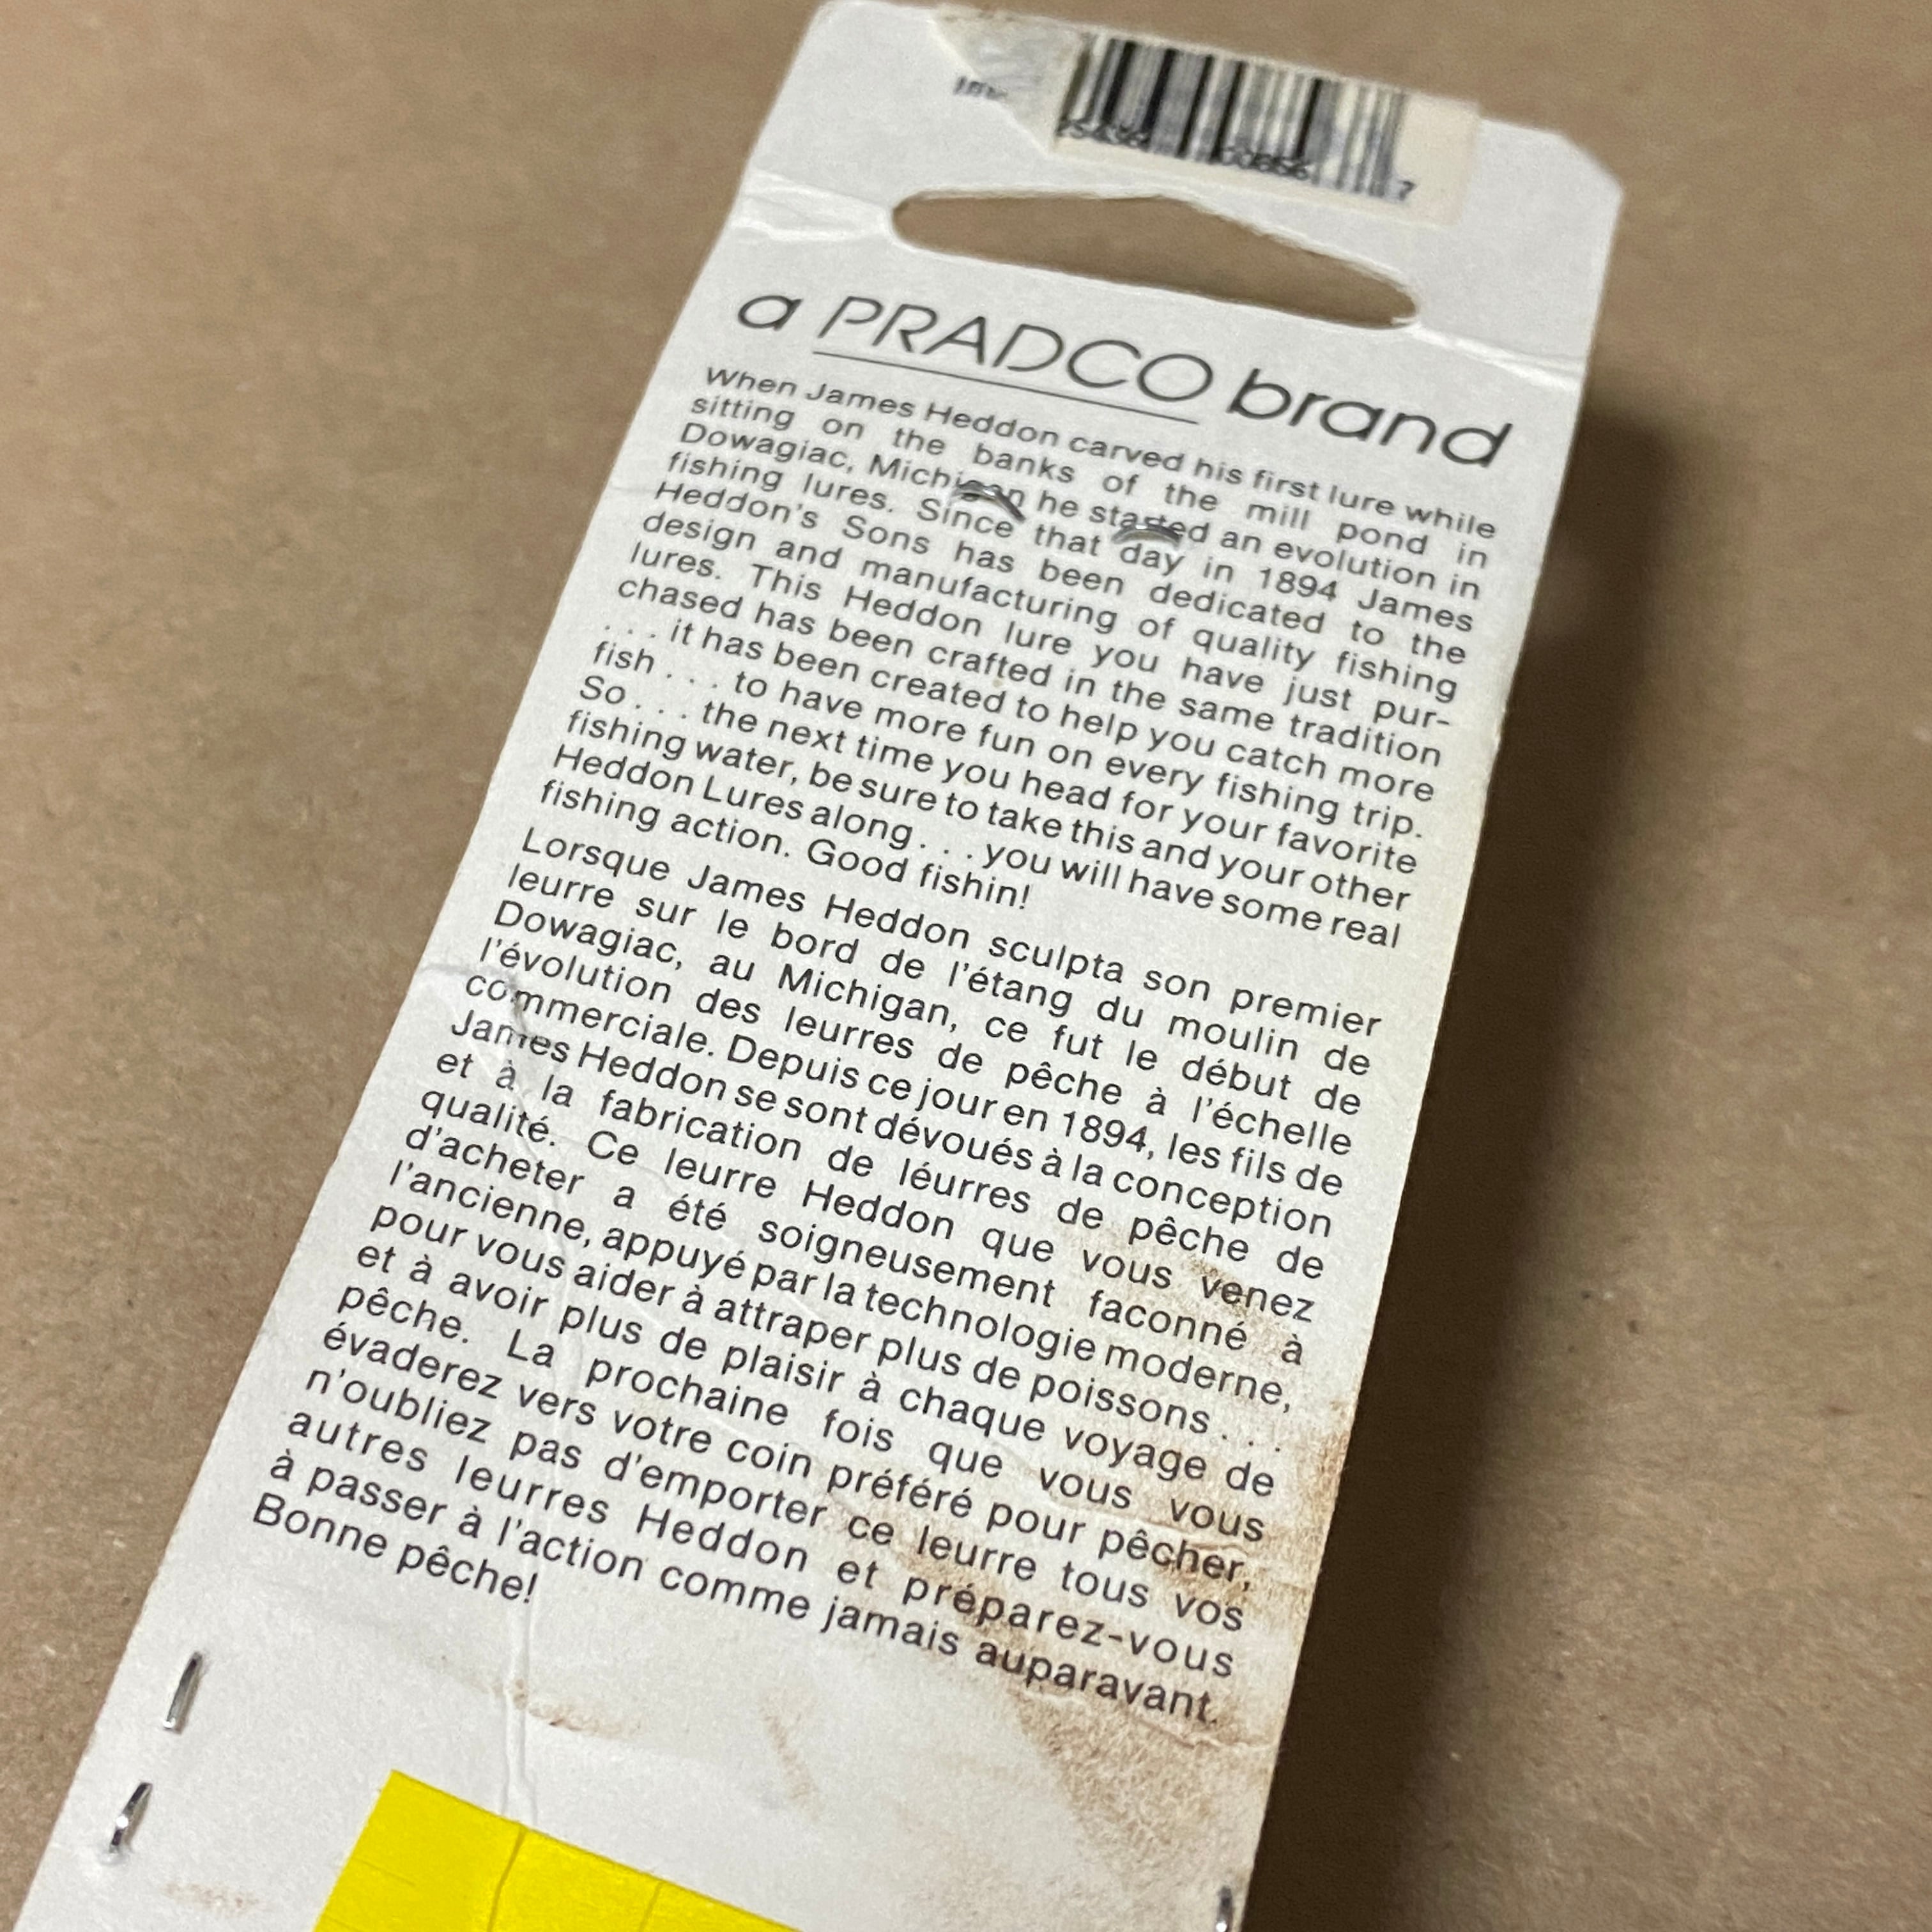 7
a PRADCO brand
When James Heddon carved his first lure while
sitting on the banks of the mill pond in
Dowagiac, Michigan he started an evolution in
fishing lures. Since that day in 1894 James
Heddon's Sons has been dedicated to the
design and manufacturing of quality fishing
lures. This Heddon lure you have just pur-
chased has been crafted in the same tradition
. . . it has been created to help you catch more
fish . . . to have more fun on every fishing trip.
So . . . the next time you head for your favorite
fishing water, be sure to take this and your other
Heddon Lures along . . . you will have some real
fishing action. Good fishin!
Lorsque James Heddon sculpta son premier
leurre sur le bord de l'étang du moulin de
Dowagiac, au Michigan, ce fut le début de
l'évolution des leurres de pêche à l'échelle
commerciale. Depuis ce jour en 1894, les fils de
James Heddon se sont dévoués à la conception
et à la fabrication de léurres de pêche de
qualité. Ce leurre Heddon que vous venez
d'acheter a été soigneusement faconné à
l'ancienne, appuyé par la technologie moderne,
pour vous aider à attraper plus de poissons . . .
et à avoir plus de plaisir à chaque voyage de
pêche. La prochaine fois que vous vous
évaderez vers votre coin préféré pour pêcher,
n'oubliez pas d'emporter ce leurre tous vos
autres leurres Heddon et préparez-vous
à passer à l'action comme jamais auparavant.
Bonne pêche!